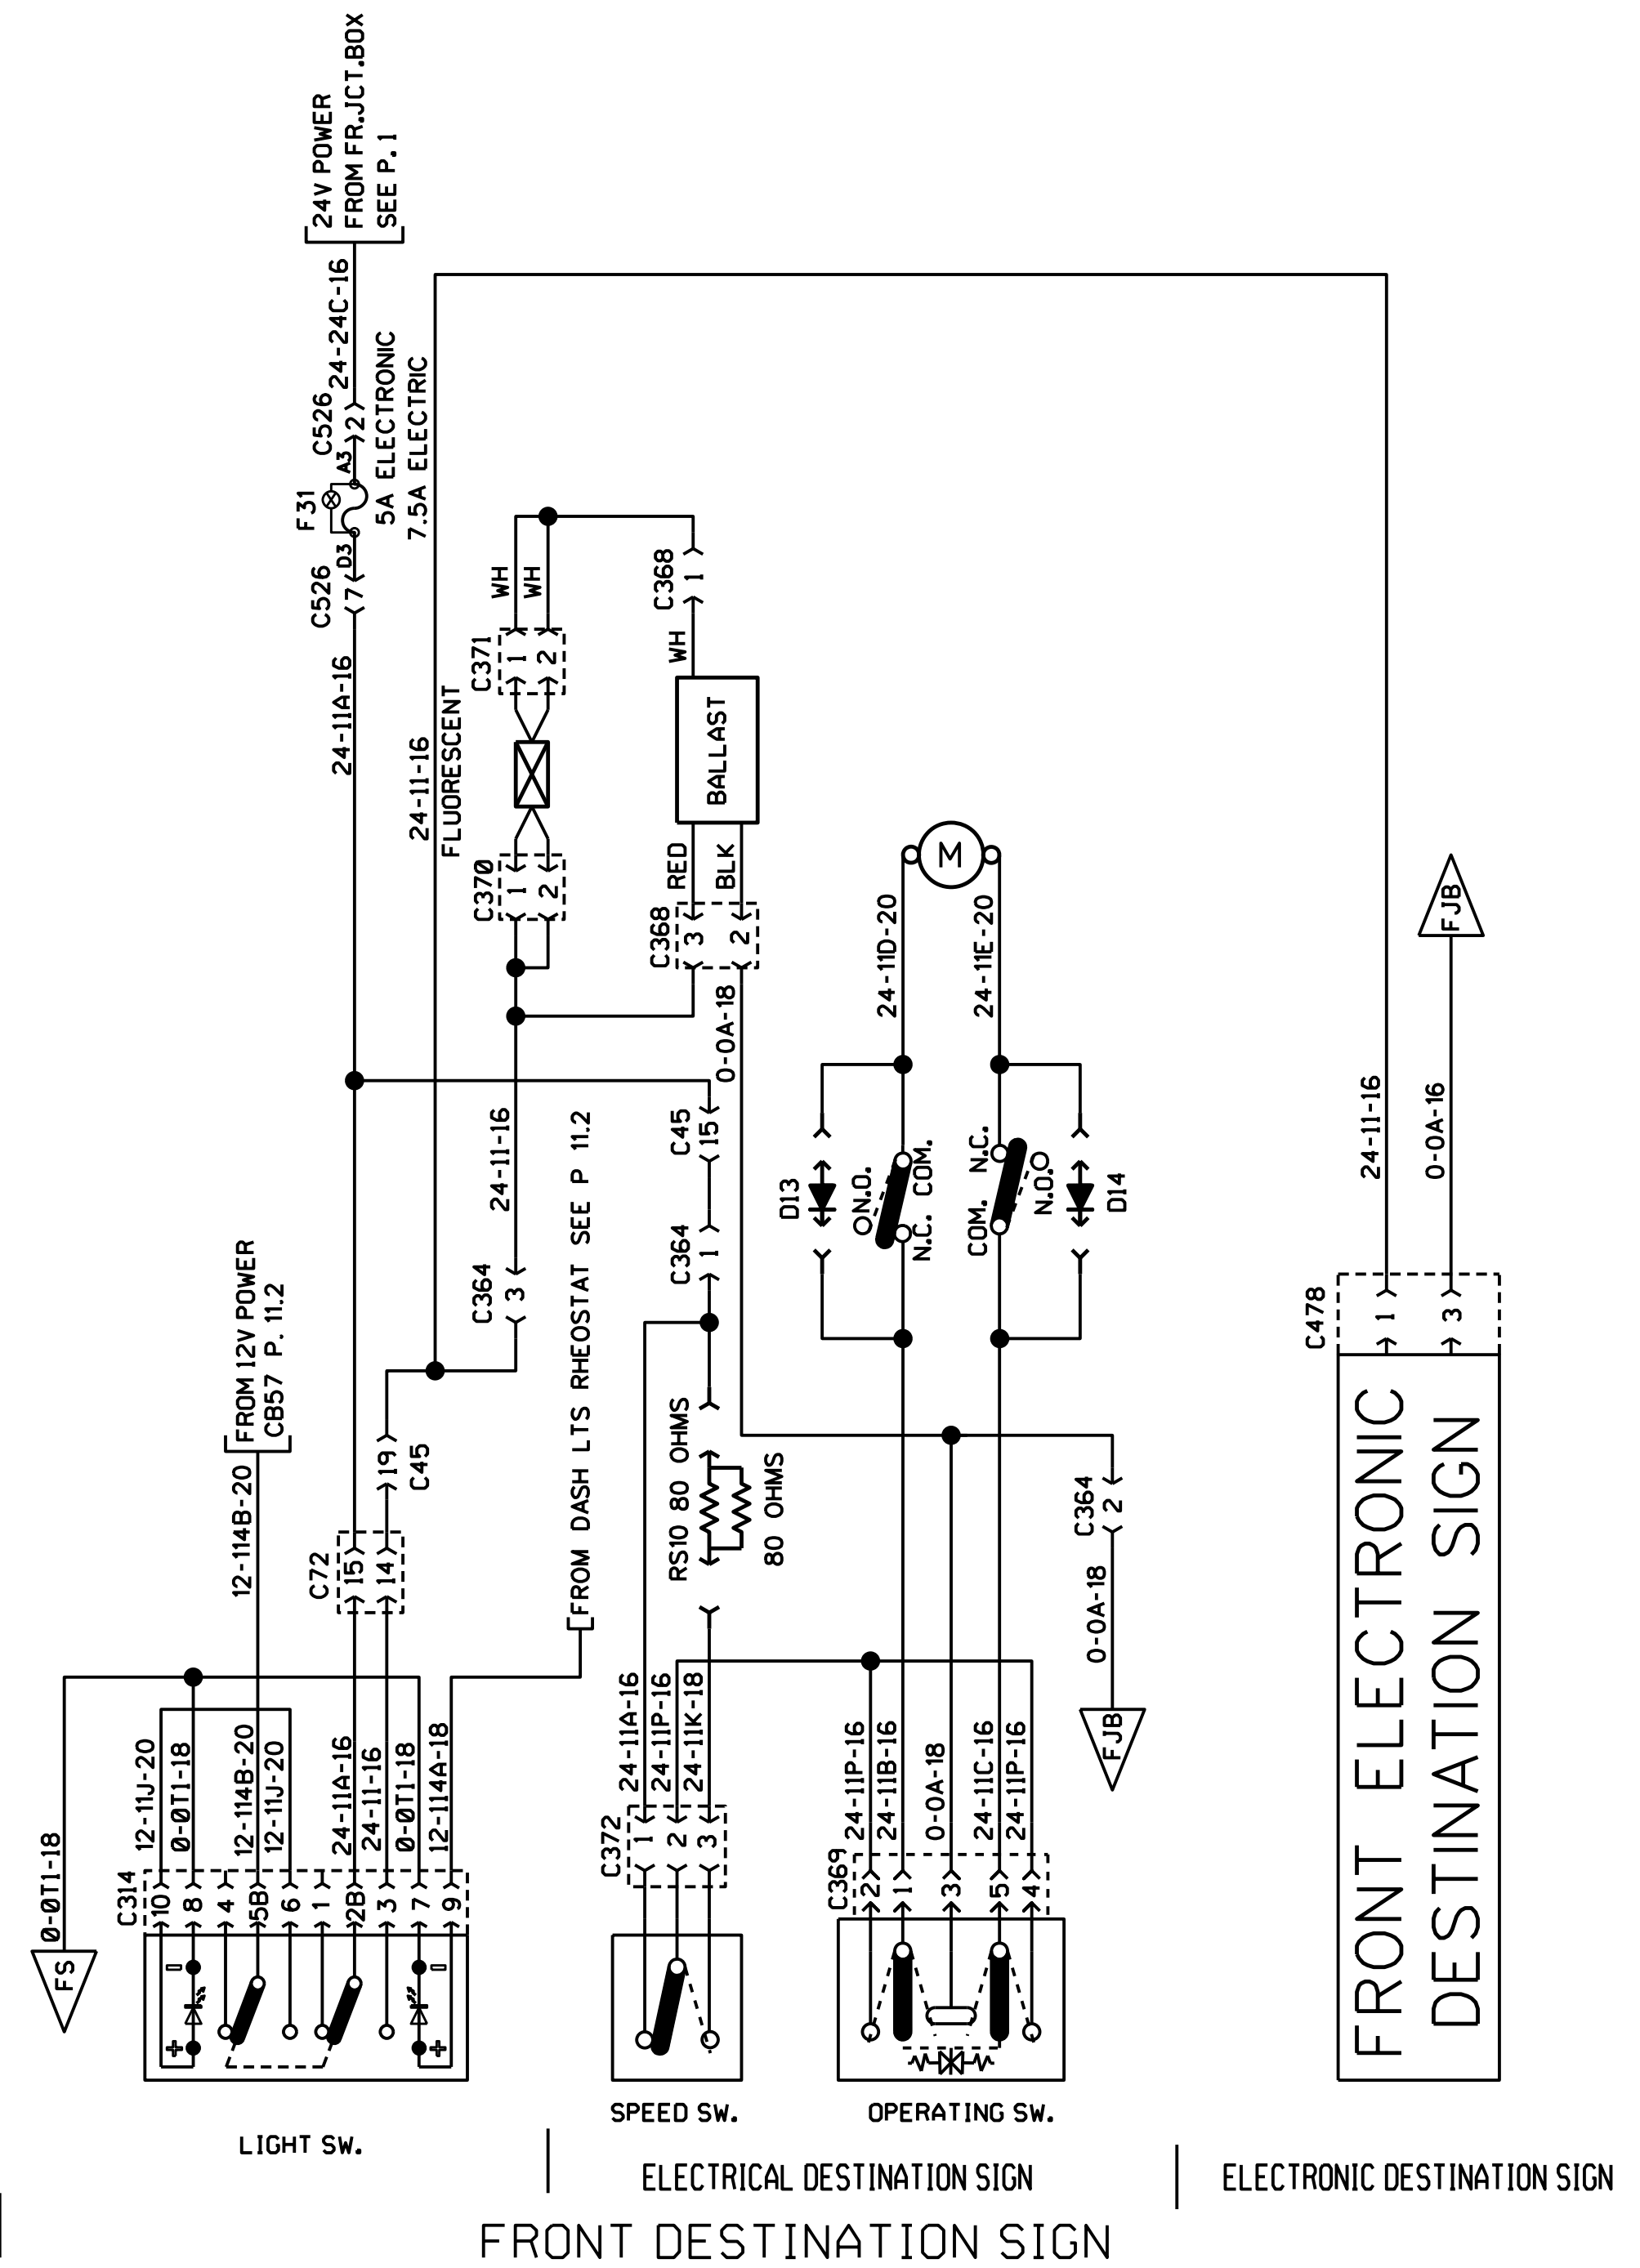 24V POWER
FROM FR.JCT.BOX
SEE P.1
24-24C-16
C526
2
A3
F31
5A ELECTRONIC
7.5A ELECTRIC
D3
C526
7
24-11A-16
24-11-16
FLUORESCENT
WH
WH
C371
1
2
C368
1
WH
BALLAST
C370
1
2
RED
BLK
C368
3
2
0-0A-18
M
24-11D-20
24-11E-20
24-11-16
C45
15
FROM DASH LTS RHEOSTAT SEE P 11.2
C364
3
C364
1
D13
N.O.
COM.
N.C.
N.C.
COM.
N.O.
D14
FROM 12V POWER
CB57 P. 11.2
12-114B-20
C45
19
C72
15
14
RS10 80 OHMS
80 OHMS
C364
2
0-0A-18
FJB
FS
0-0T1-18
12-11J-20
0-0T1-18
12-114B-20
12-11J-20
24-11A-16
24-11-16
0-0T1-18
12-114A-18
C314
10
8
4
5B
6
1
2B
3
7
9
LIGHT SW.
24-11A-16
24-11P-16
24-11K-18
C372
1
2
3
SPEED SW.
24-11P-16
24-11B-16
0-0A-18
24-11C-16
24-11P-16
C369
2
1
3
5
4
OPERATING SW.
24-11-16
0-0A-16
FJB
C478
1
3
FRONT ELECTRONIC
DESTINATION SIGN
ELECTRICAL DESTINATION SIGN
ELECTRONIC DESTINATION SIGN
FRONT DESTINATION SIGN